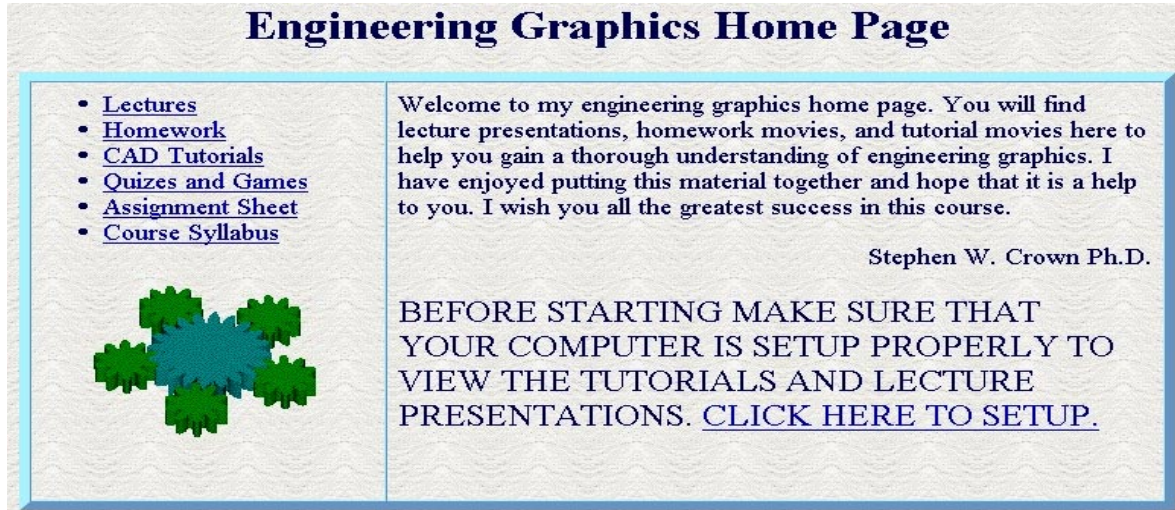 Engineering Graphics Home Page
Lectures
Homework
CAD Tutorials
Quizes and Games
Assignment Sheet
Course Syllabus
Welcome to my engineering graphics home page. You will find
lecture presentations, homework movies, and tutorial movies here to
help you gain a thorough understanding of engineering graphics. I
have enjoyed putting this material together and hope that it is a help
to you. I wish you all the greatest success in this course.
Stephen W. Crown Ph.D.
BEFORE STARTING MAKE SURE THAT
YOUR COMPUTER IS SETUP PROPERLY TO
VIEW THE TUTORIALS AND LECTURE
PRESENTATIONS. CLICK HERE TO SETUP.